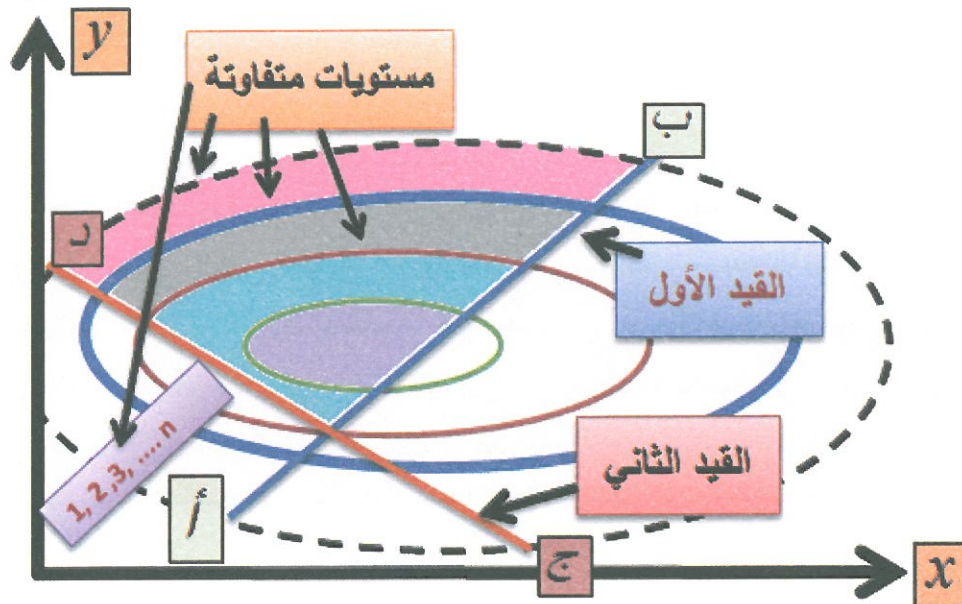 y
مستويات متفاوتة
ب
د
القيد الأول
1, 2 ,3, .... n
القيد الثاني
أ
ج
x